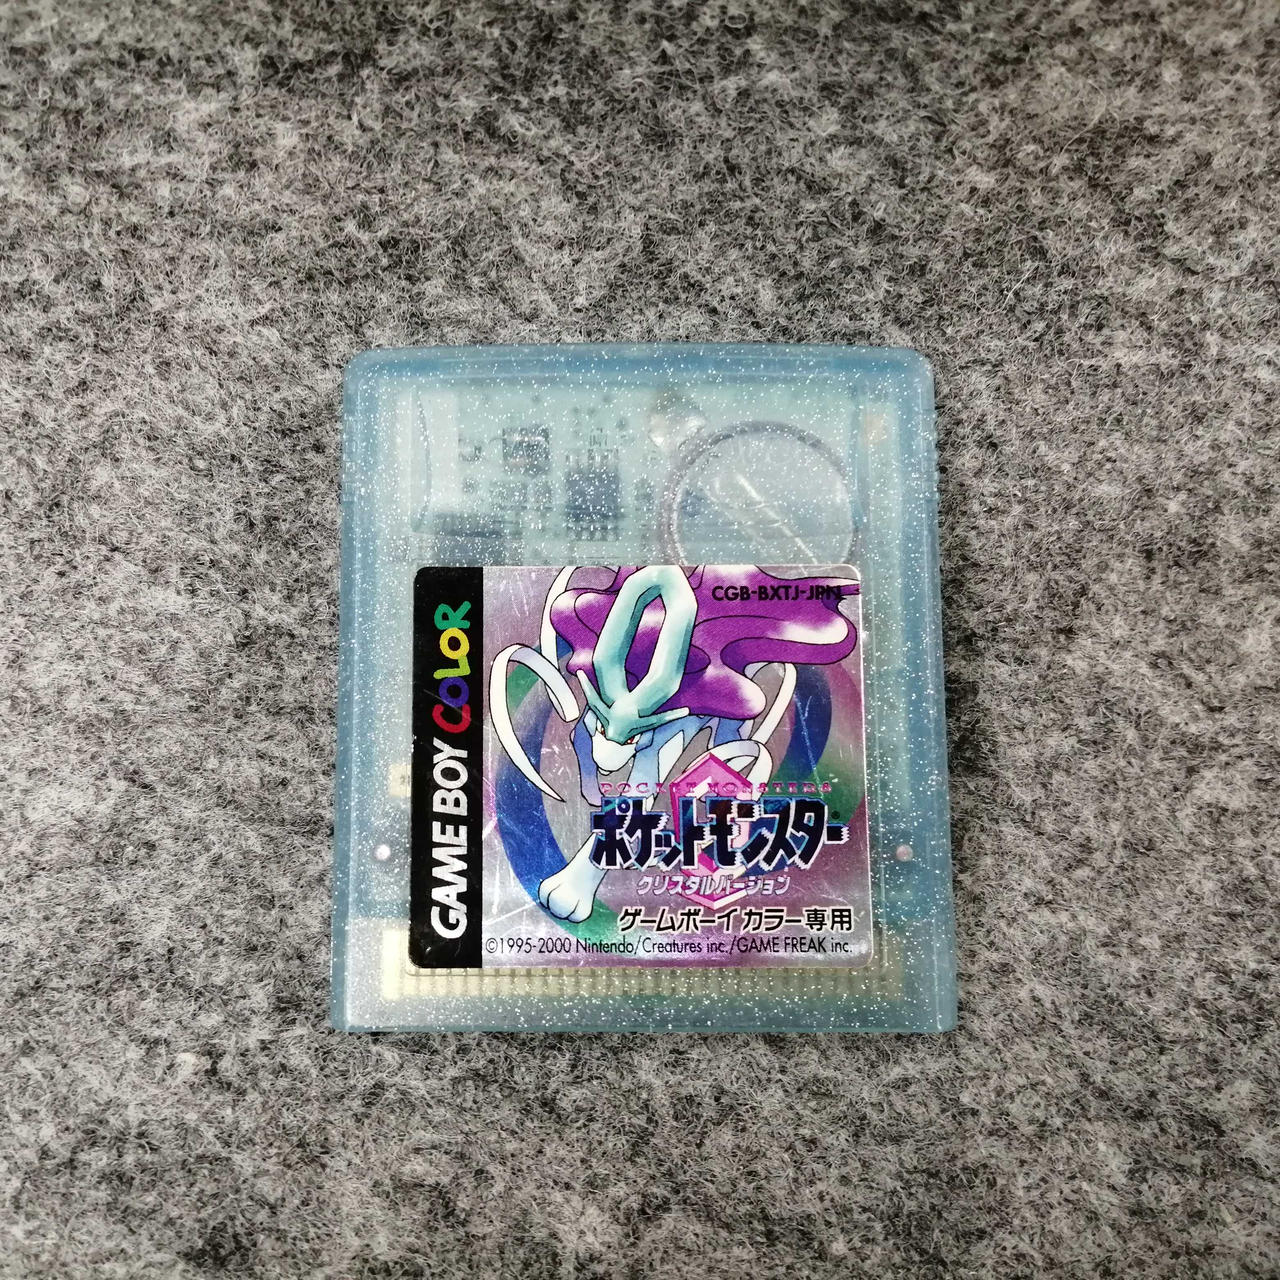 GAME BOY COLOR
CGB-BXTJ-JPN
POCKET MONSTERS
ポケットモンスター
クリスタルバージョン
ゲームボーイカラー専用
©1995-2000 Nintendo/Creatures inc./GAME FREAK inc.